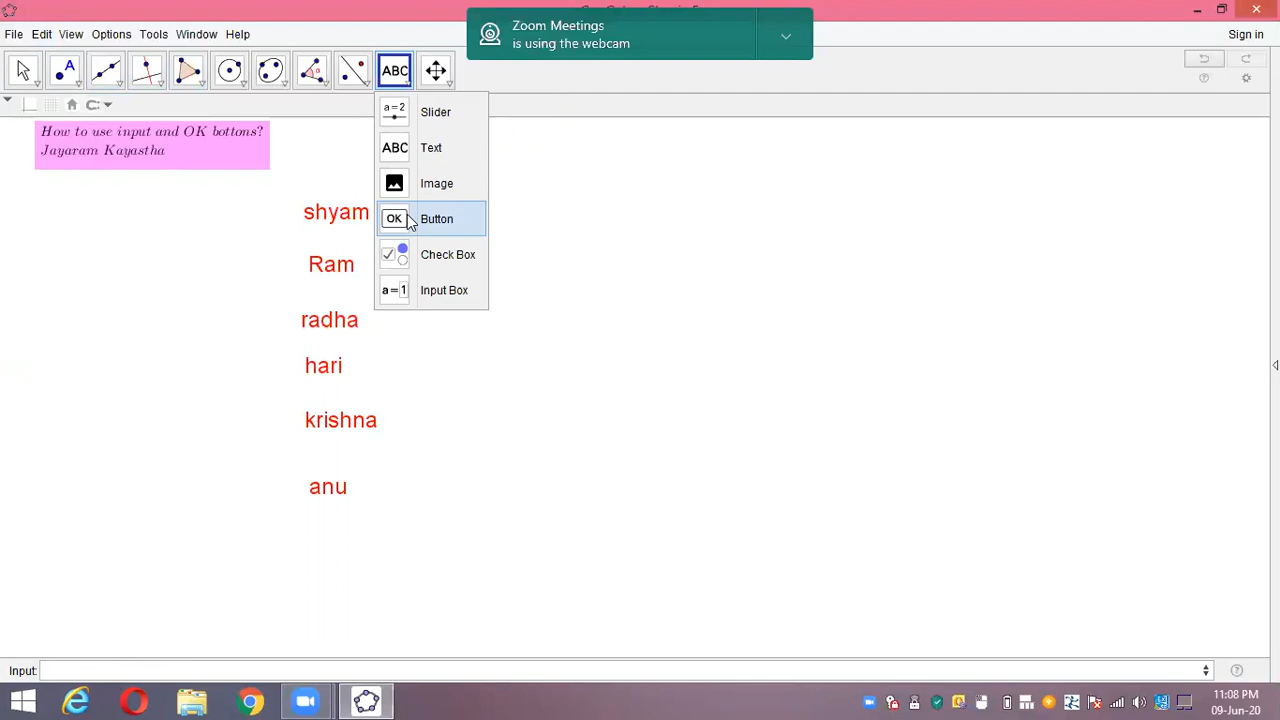 Zoom Meetings
is using the webcam
File Edit View Options Tools Window Help
Sign in
A
ABC
a=2
Slider
ABC
Text
Image
OK
Button
Check Box
a=1
Input Box
How to use input and OK bottons?
Jayaram Kayastha
shyam
Ram
radha
hari
krishna
anu
Input:
11:08 PM
09-Jun-20